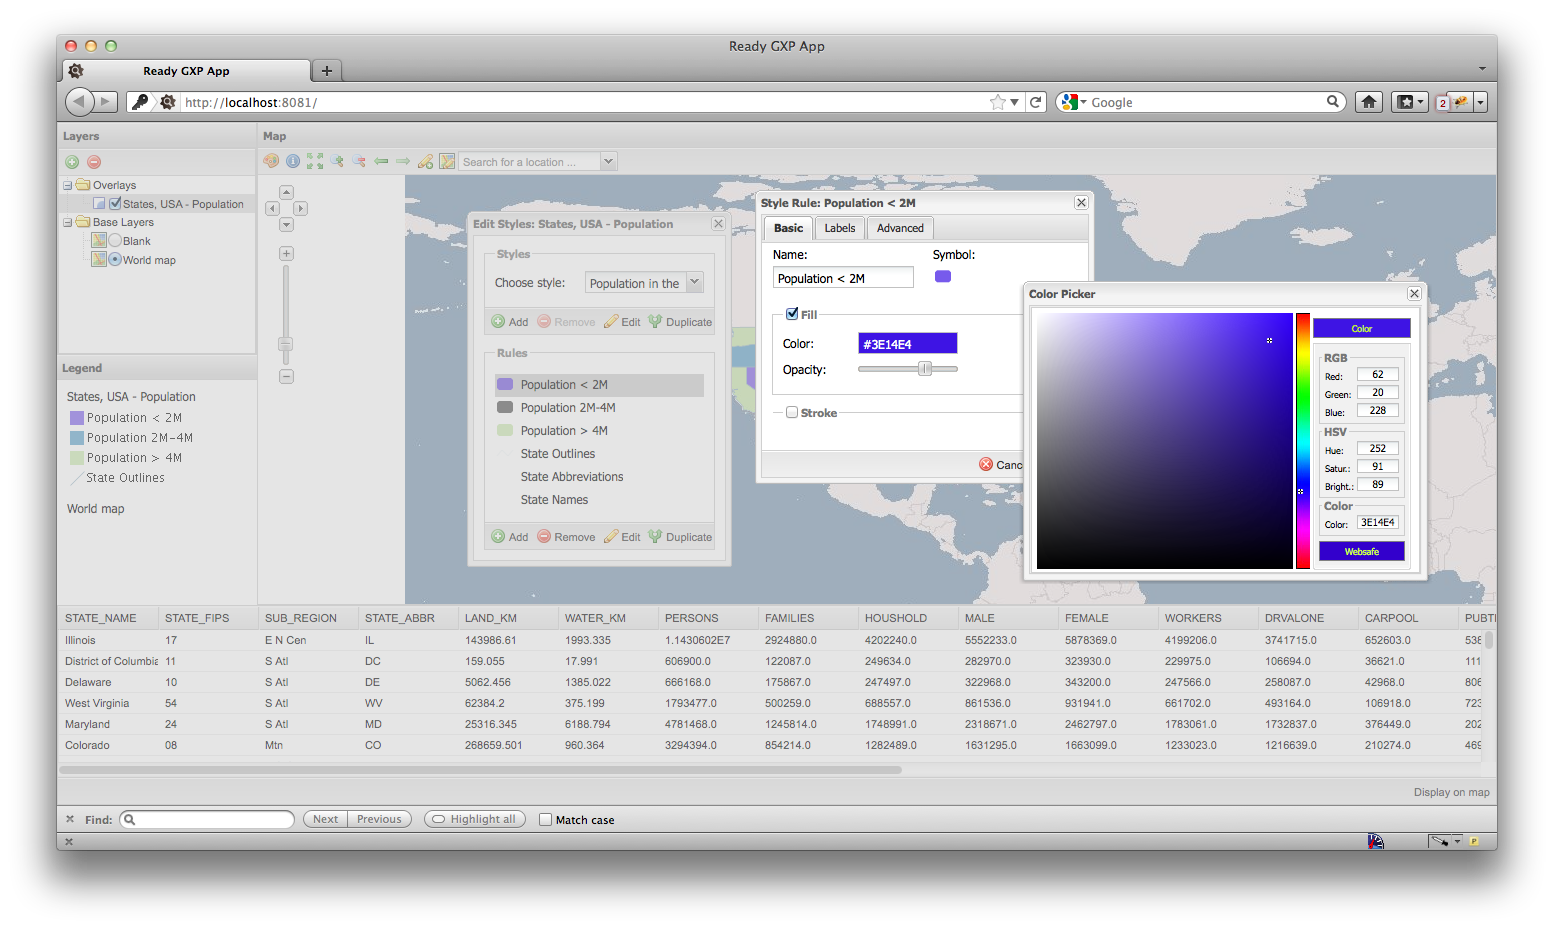 Ready GXP App
Ready GXP App
http://localhost:8081/
Google
2
Layers
Map
Search for a location ...
Overlays
States, USA - Population
Base Layers
Blank
World map
Legend
States, USA - Population
Population < 2M
Population 2M-4M
Population > 4M
State Outlines
World map
Edit Styles: States, USA - Population
Styles
Choose style: Population in the
Add Remove Edit Duplicate
Rules
Population < 2M
Population 2M-4M
Population > 4M
State Outlines
State Abbreviations
State Names
Add Remove Edit Duplicate
Style Rule: Population < 2M
Basic Labels Advanced
Name: Symbol:
Population < 2M
Fill
Color: #3E14E4
Opacity:
Stroke
Canc
Color Picker
Color
RGB
Red: 62
Green: 20
Blue: 228
HSV
Hue: 252
Satur.: 91
Bright.: 89
Color
Color: 3E14E4
Websafe
STATE_NAME STATE_FIPS SUB_REGION STATE_ABBR LAND_KM WATER_KM PERSONS FAMILIES HOUSHOLD MALE FEMALE WORKERS DRVALONE CARPOOL PUBT
Illinois 17 E N Cen IL 143986.61 1993.335 1.1430602E7 2924880.0 4202240.0 5552233.0 5878369.0 4199206.0 3741715.0 652603.0 538
District of Columbia 11 S Atl DC 159.055 17.991 606900.0 122087.0 249634.0 282970.0 323930.0 229975.0 106694.0 36621.0 111
Delaware 10 S Atl DE 5062.456 1385.022 666168.0 175867.0 247497.0 322968.0 343200.0 247566.0 258087.0 42968.0 806
West Virginia 54 S Atl WV 62384.2 375.199 1793477.0 500259.0 688557.0 861536.0 931941.0 661702.0 493164.0 106918.0 723
Maryland 24 S Atl MD 25316.345 6188.794 4781468.0 1245814.0 1748991.0 2318671.0 2462797.0 1783061.0 1732837.0 376449.0 202
Colorado 08 Mtn CO 268659.501 960.364 3294394.0 854214.0 1282489.0 1631295.0 1663099.0 1233023.0 1216639.0 210274.0 469
Display on map
Find: Next Previous Highlight all Match case
P